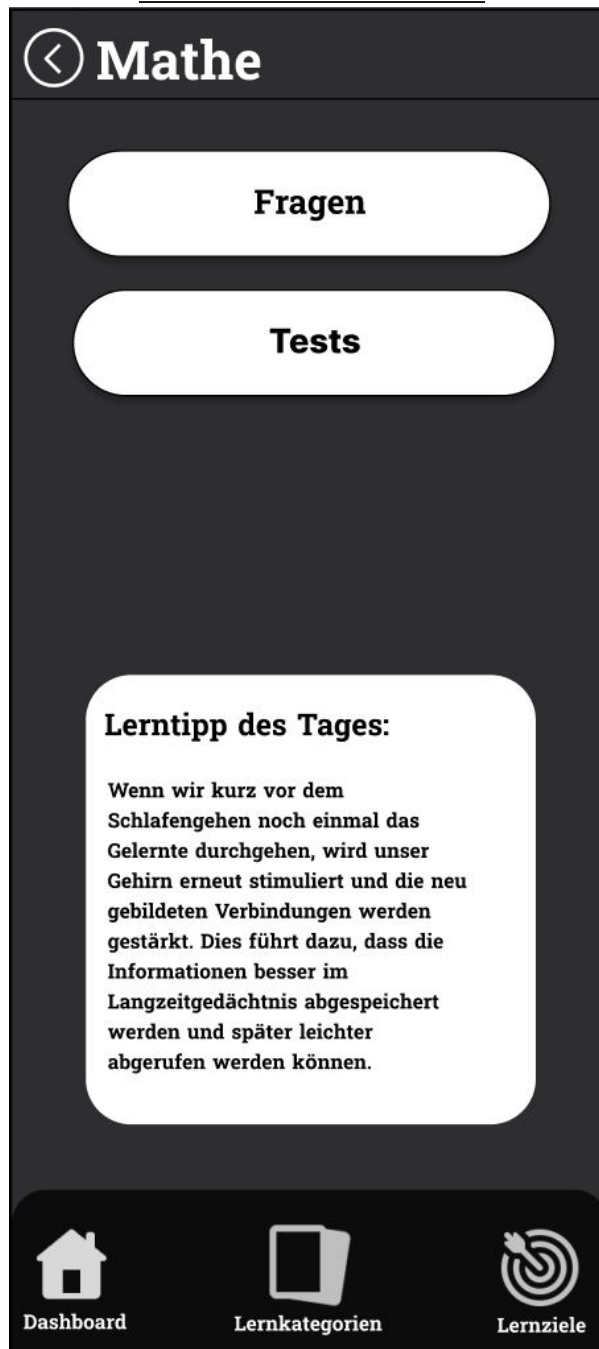 Mathe
Fragen
Tests
Lerntipp des Tages:
Wenn wir kurz vor dem
Schlafengehen noch einmal das
Gelernte durchgehen, wird unser
Gehirn erneut stimuliert und die neu
gebildeten Verbindungen werden
gestärkt. Dies führt dazu, dass die
Informationen besser im
Langzeitgedächtnis abgespeichert
werden und später leichter
abgerufen werden können.
Dashboard
Lernkategorien
Lernziele